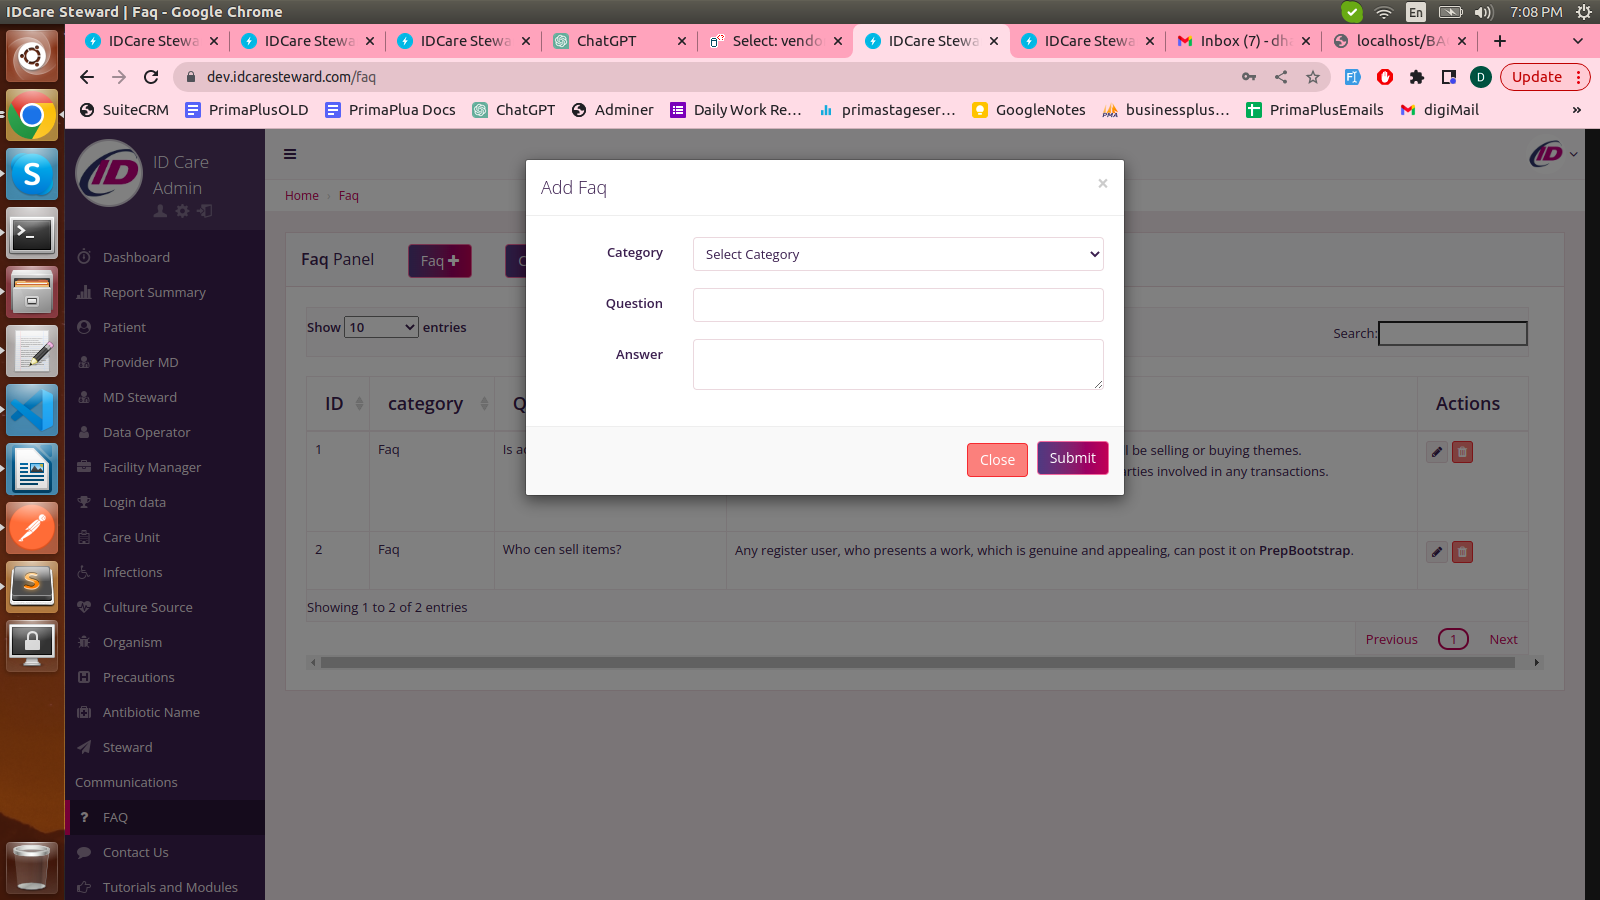 IDCare Steward | Faq - Google Chrome
En
7:08 PM
IDCare Stewa
IDCare Stewa
IDCare Stewa
ChatGPT
Select: vendo
IDCare Stewa
IDCare Stewa
Inbox (7) - dh
localhost/BA
dev.idcaresteward.com/faq
D
Update
SuiteCRM
PrimaPlusOLD
PrimaPlua Docs
ChatGPT
Adminer
Daily Work Re...
primastageser...
GoogleNotes
businessplus...
PrimaPlusEmails
digiMail
»
ID
ID Care
Admin
Dashboard
Report Summary
Patient
Provider MD
MD Steward
Data Operator
Facility Manager
Login data
Care Unit
Infections
Culture Source
Organism
Precautions
Antibiotic Name
Steward
Communications
FAQ
Contact Us
Tutorials and Modules
ID
Home › Faq
Faq Panel
Faq +
C
Show 10 entries
Search:
ID
category
Q
Actions
1
Faq
Is a
l be selling or buying themes.
rties involved in any transactions.
2
Faq
Who cen sell items?
Any register user, who presents a work, which is genuine and appealing, can post it on PrepBootstrap.
Showing 1 to 2 of 2 entries
Previous
1
Next
Add Faq
×
Category
Select Category
Question
Answer
Close
Submit